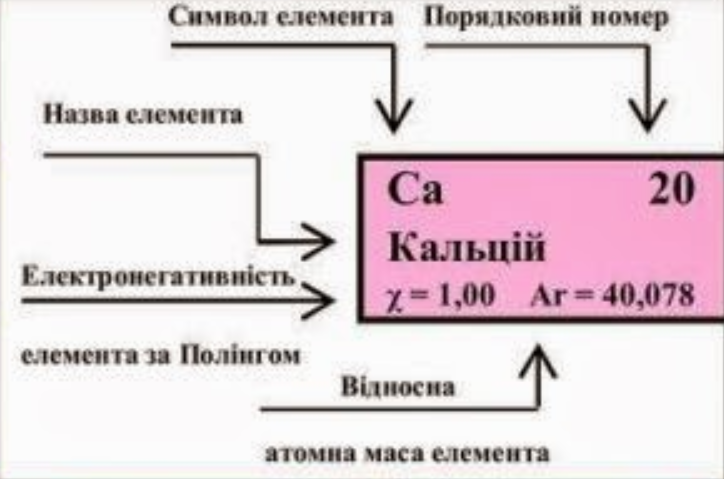 Символ елемента Порядковий номер
Назва елемента
Ca 20
Кальцій
χ = 1,00 Ar = 40,078
Електронегативність
елемента за Полінгом
Відносна
атомна маса елемента